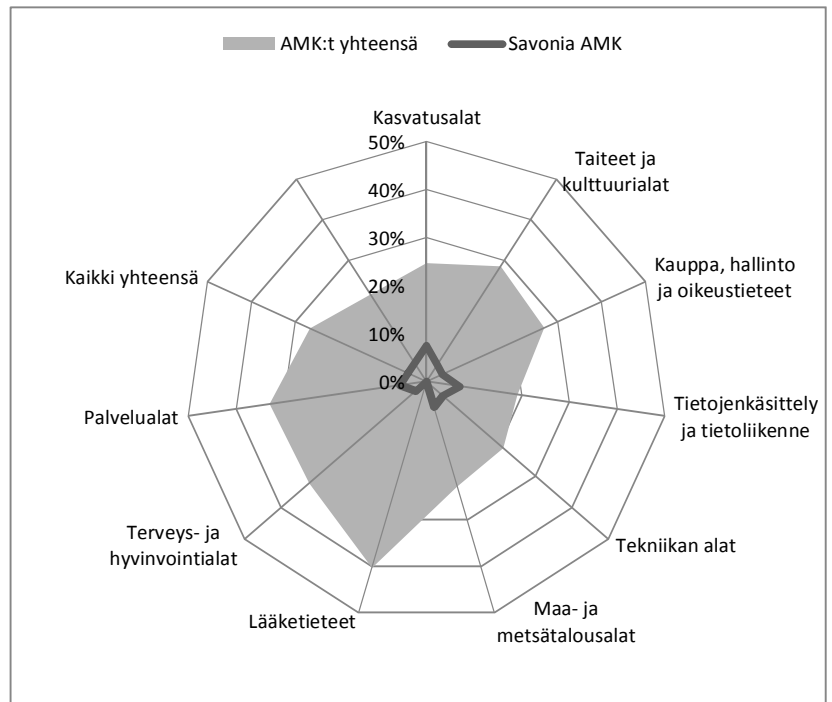 AMK:t yhteensä
Savonia AMK
Kasvatusalat
50%
Taiteet ja
kulttuurialat
40%
30%
Kauppa, hallinto
ja oikeustieteet
Kaikki yhteensä
20%
10%
0%
Tietojenkäsittely
ja tietoliikenne
Palvelualat
Terveys- ja
hyvinvointialat
Tekniikan alat
Lääketieteet
Maa- ja
metsätalousalat